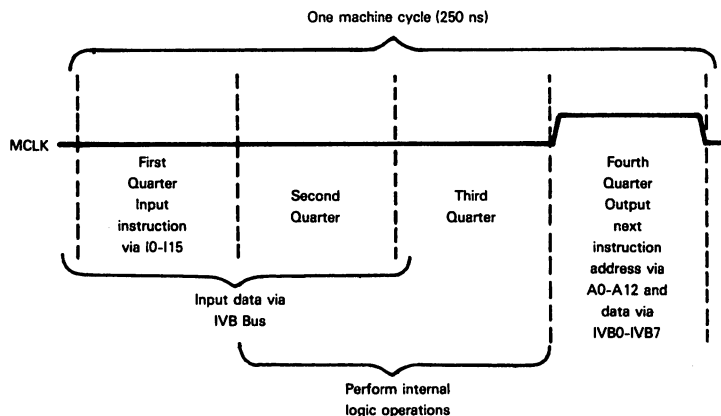 One machine cycle (250 ns)
MCLK
First
Quarter
Input
instruction
via I0-I15
Second
Quarter
Third
Quarter
Fourth
Quarter
Output
next
instruction
address via
A0-A12 and
data via
IVB0-IVB7
Input data via
IVB Bus
Perform internal
logic operations